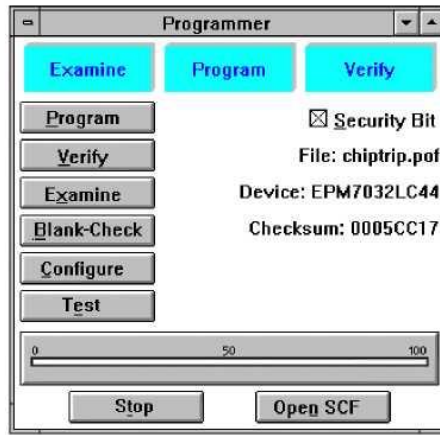 Programmer
Examine Program Verify
Program
Security Bit
Verify
File: chiptrip.pof
Examine
Device: EPM7032LC44
Blank-Check
Checksum: 0005CC17
Configure
Test
0 50 100
Stop Open SCF